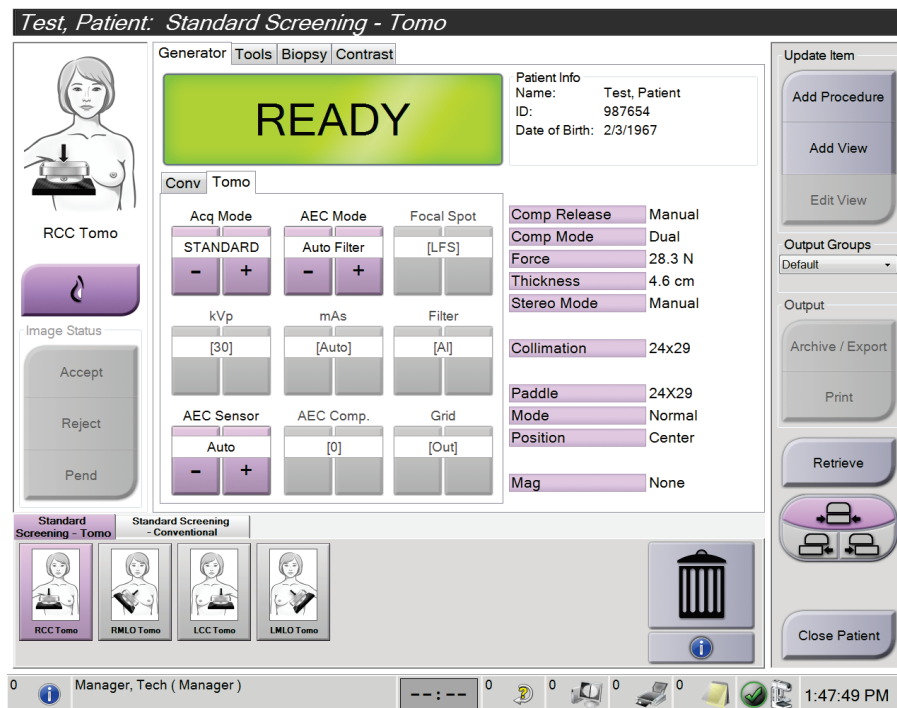 Test, Patient: Standard Screening - Tomo
Generator Tools Biopsy Contrast
READY
Patient Info
Name: Test, Patient
ID: 987654
Date of Birth: 2/3/1967
Update Item
Add Procedure
Add View
Edit View
Output Groups
Default
Output
Archive / Export
Print
Retrieve
Close Patient
RCC Tomo
Image Status
Accept
Reject
Pend
Conv Tomo
Acq Mode AEC Mode Focal Spot
STANDARD Auto Filter [LFS]
- + - +
kVp mAs Filter
[30] [Auto] [Al]
AEC Sensor AEC Comp. Grid
Auto [0] [Out]
- +
Comp Release Manual
Comp Mode Dual
Force 28.3 N
Thickness 4.6 cm
Stereo Mode Manual
Collimation 24x29
Paddle 24X29
Mode Normal
Position Center
Mag None
Standard
Screening - Tomo
Standard Screening
- Conventional
RCC Tomo RMLO Tomo LCC Tomo LMLO Tomo
0 Manager, Tech ( Manager ) --:-- 0 0 0 0 1:47:49 PM